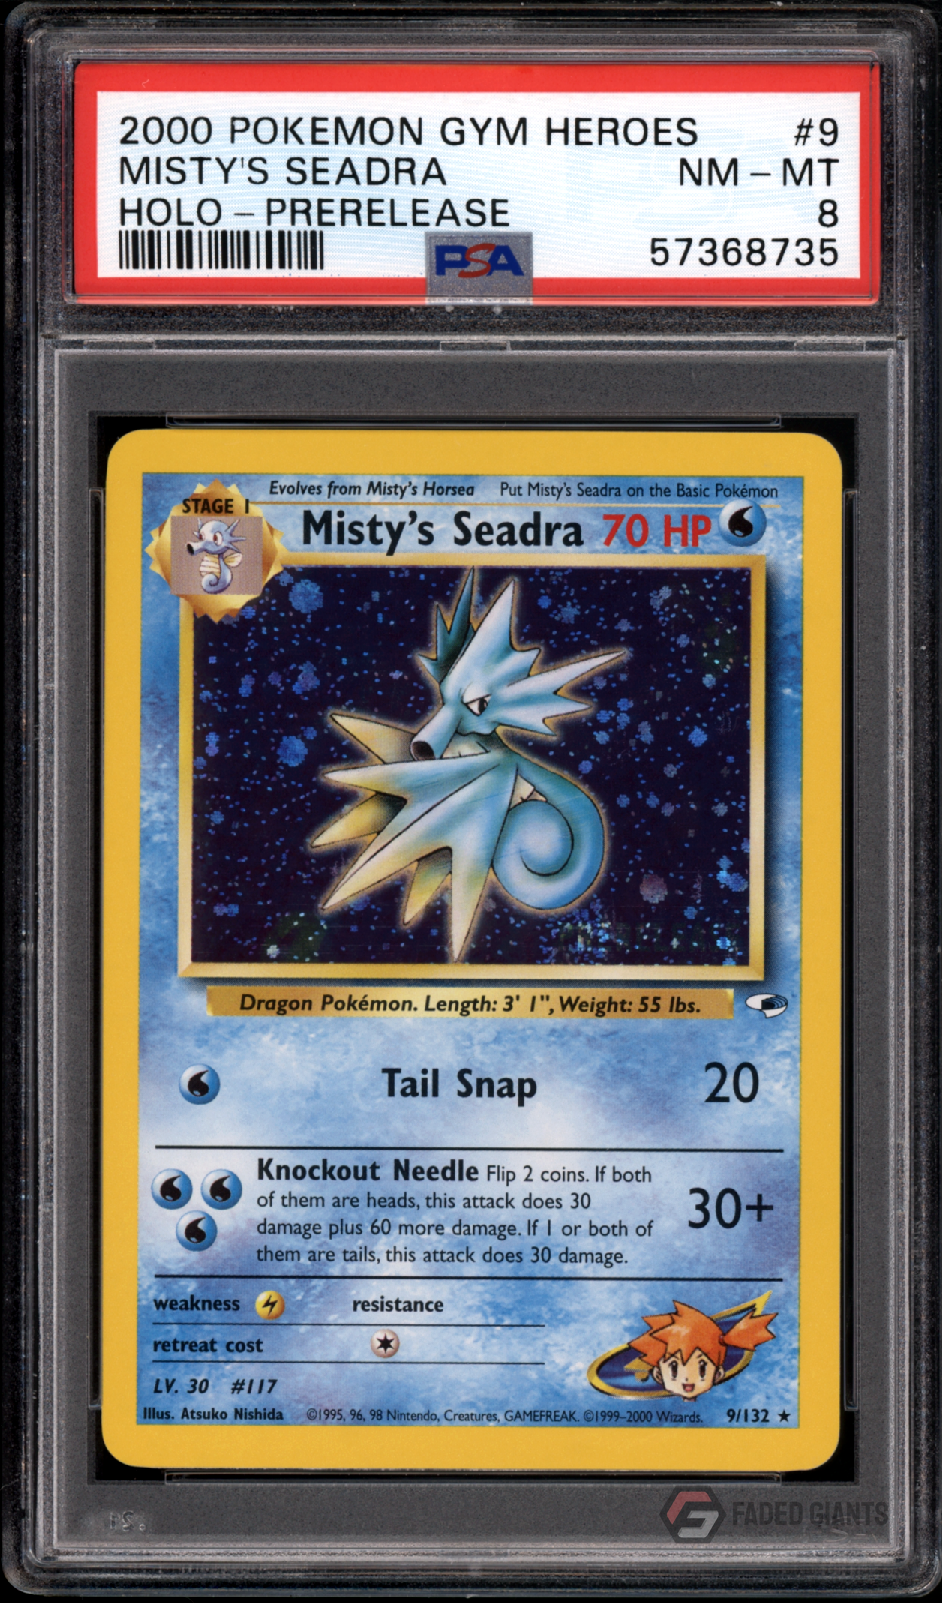 2000 POKEMON GYM HEROES #9
MISTY'S SEADRA NM - MT
HOLO - PRERELEASE 8
PSA 57368735
Evolves from Misty's Horsea Put Misty's Seadra on the Basic Pokémon
STAGE 1
Misty's Seadra 70 HP
PRERELEASE
Dragon Pokémon. Length: 3' 1", Weight: 55 lbs.
Tail Snap 20
Knockout Needle Flip 2 coins. If both
of them are heads, this attack does 30
damage plus 60 more damage. If 1 or both of
them are tails, this attack does 30 damage.
30+
weakness resistance
retreat cost
LV. 30 #117
Illus. Atsuko Nishida ©1995, 96, 98 Nintendo, Creatures, GAMEFREAK. ©1999-2000 Wizards. 9/132 ★
FADED GIANTS